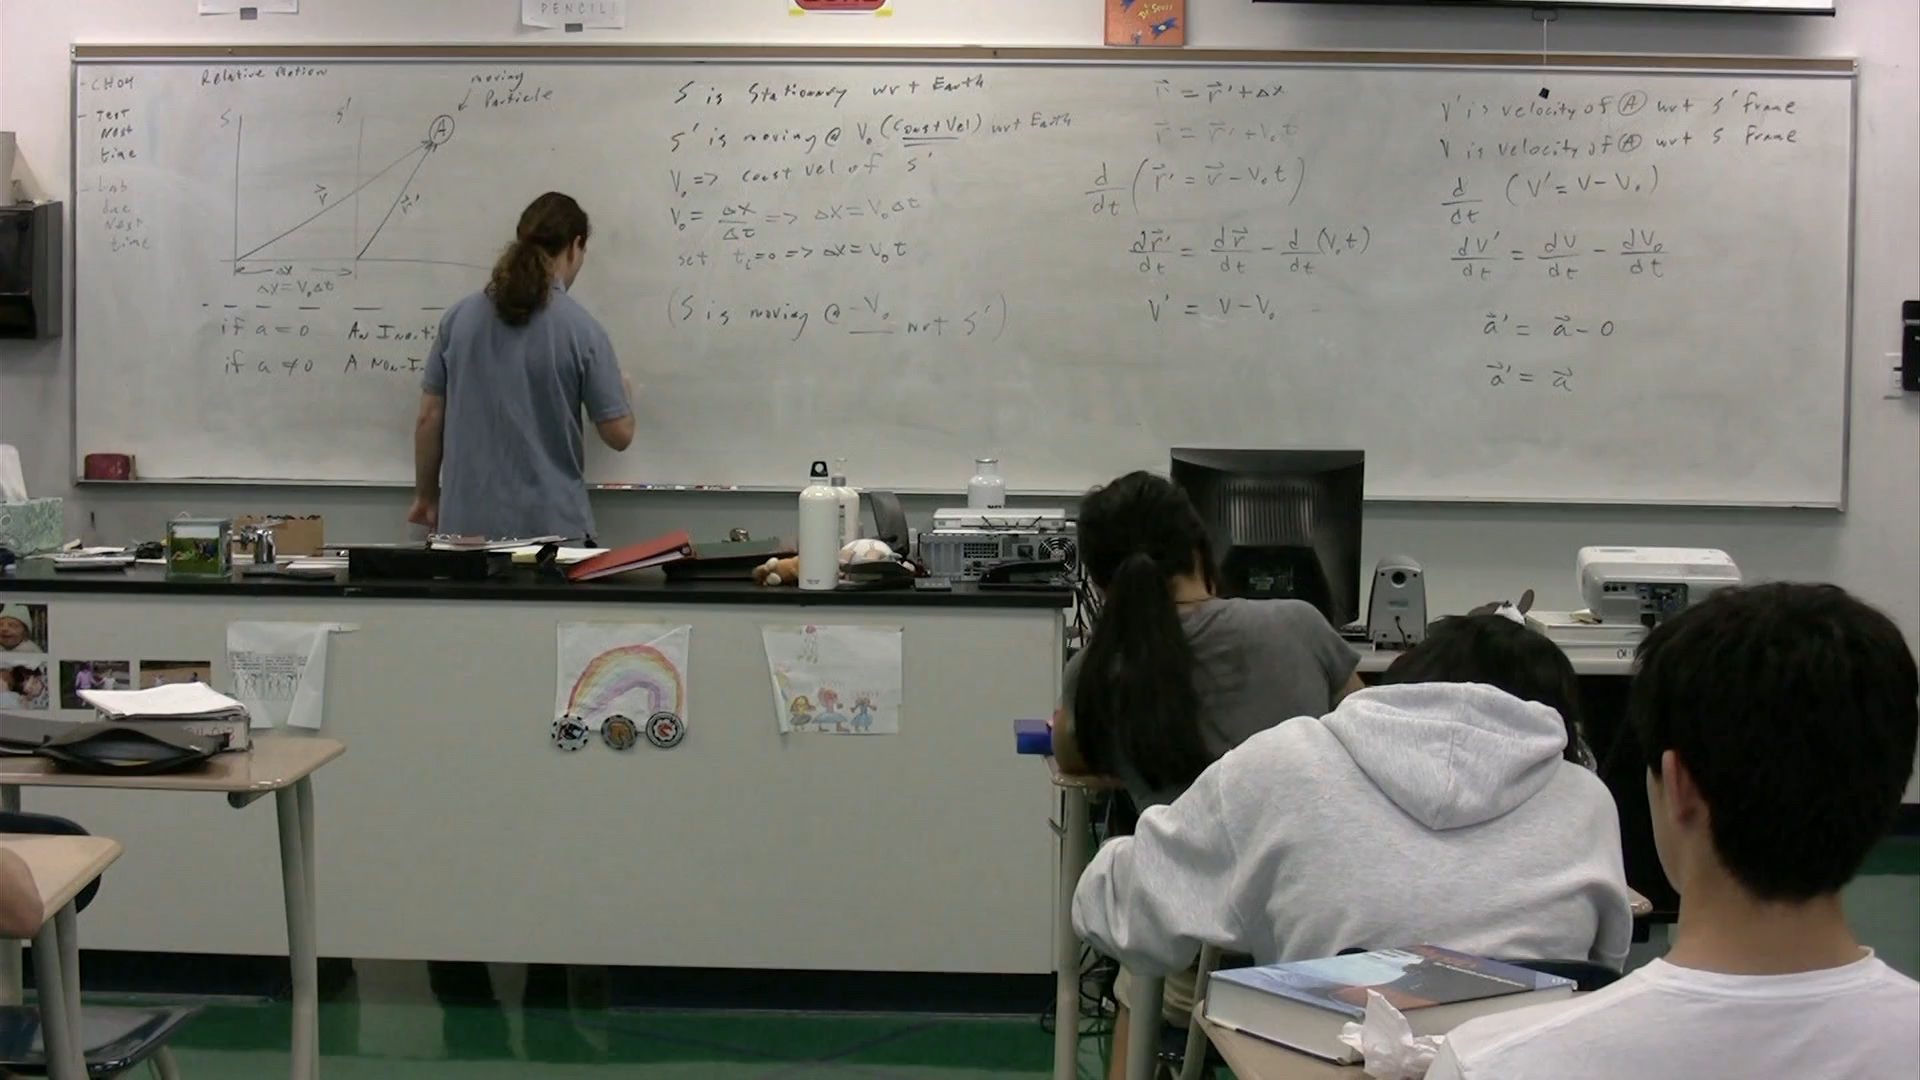 PENCIL!
- CH04
- Test
Next
time
- Lab
due
Next
time
Relative Motion
moving
Particle
S
S'
A
r⃗
r⃗'
Δx
Δx = V₀Δt
if a = 0 An
if a ≠ 0 A Non-I
S is Stationary wrt Earth
S' is moving @ V₀ (Const Vel) wrt Earth
V₀ => const vel of S'
V₀ = Δx/Δt => Δx = V₀Δt
set tᵢ=0 => Δx = V₀t
(S is moving @ -V₀ wrt S')
r⃗ = r⃗' + Δx
r⃗ = r⃗' + V₀t
d/dt (r⃗' = r⃗ - V₀t)
dr⃗'/dt = dr⃗/dt - d/dt (V₀t)
V' = V - V₀
V' is velocity of Ⓐ wrt S' frame
V is velocity of Ⓐ wrt S frame
d/dt (V' = V - V₀)
dV'/dt = dV/dt - dV₀/dt
a⃗' = a⃗ - 0
a⃗' = a⃗